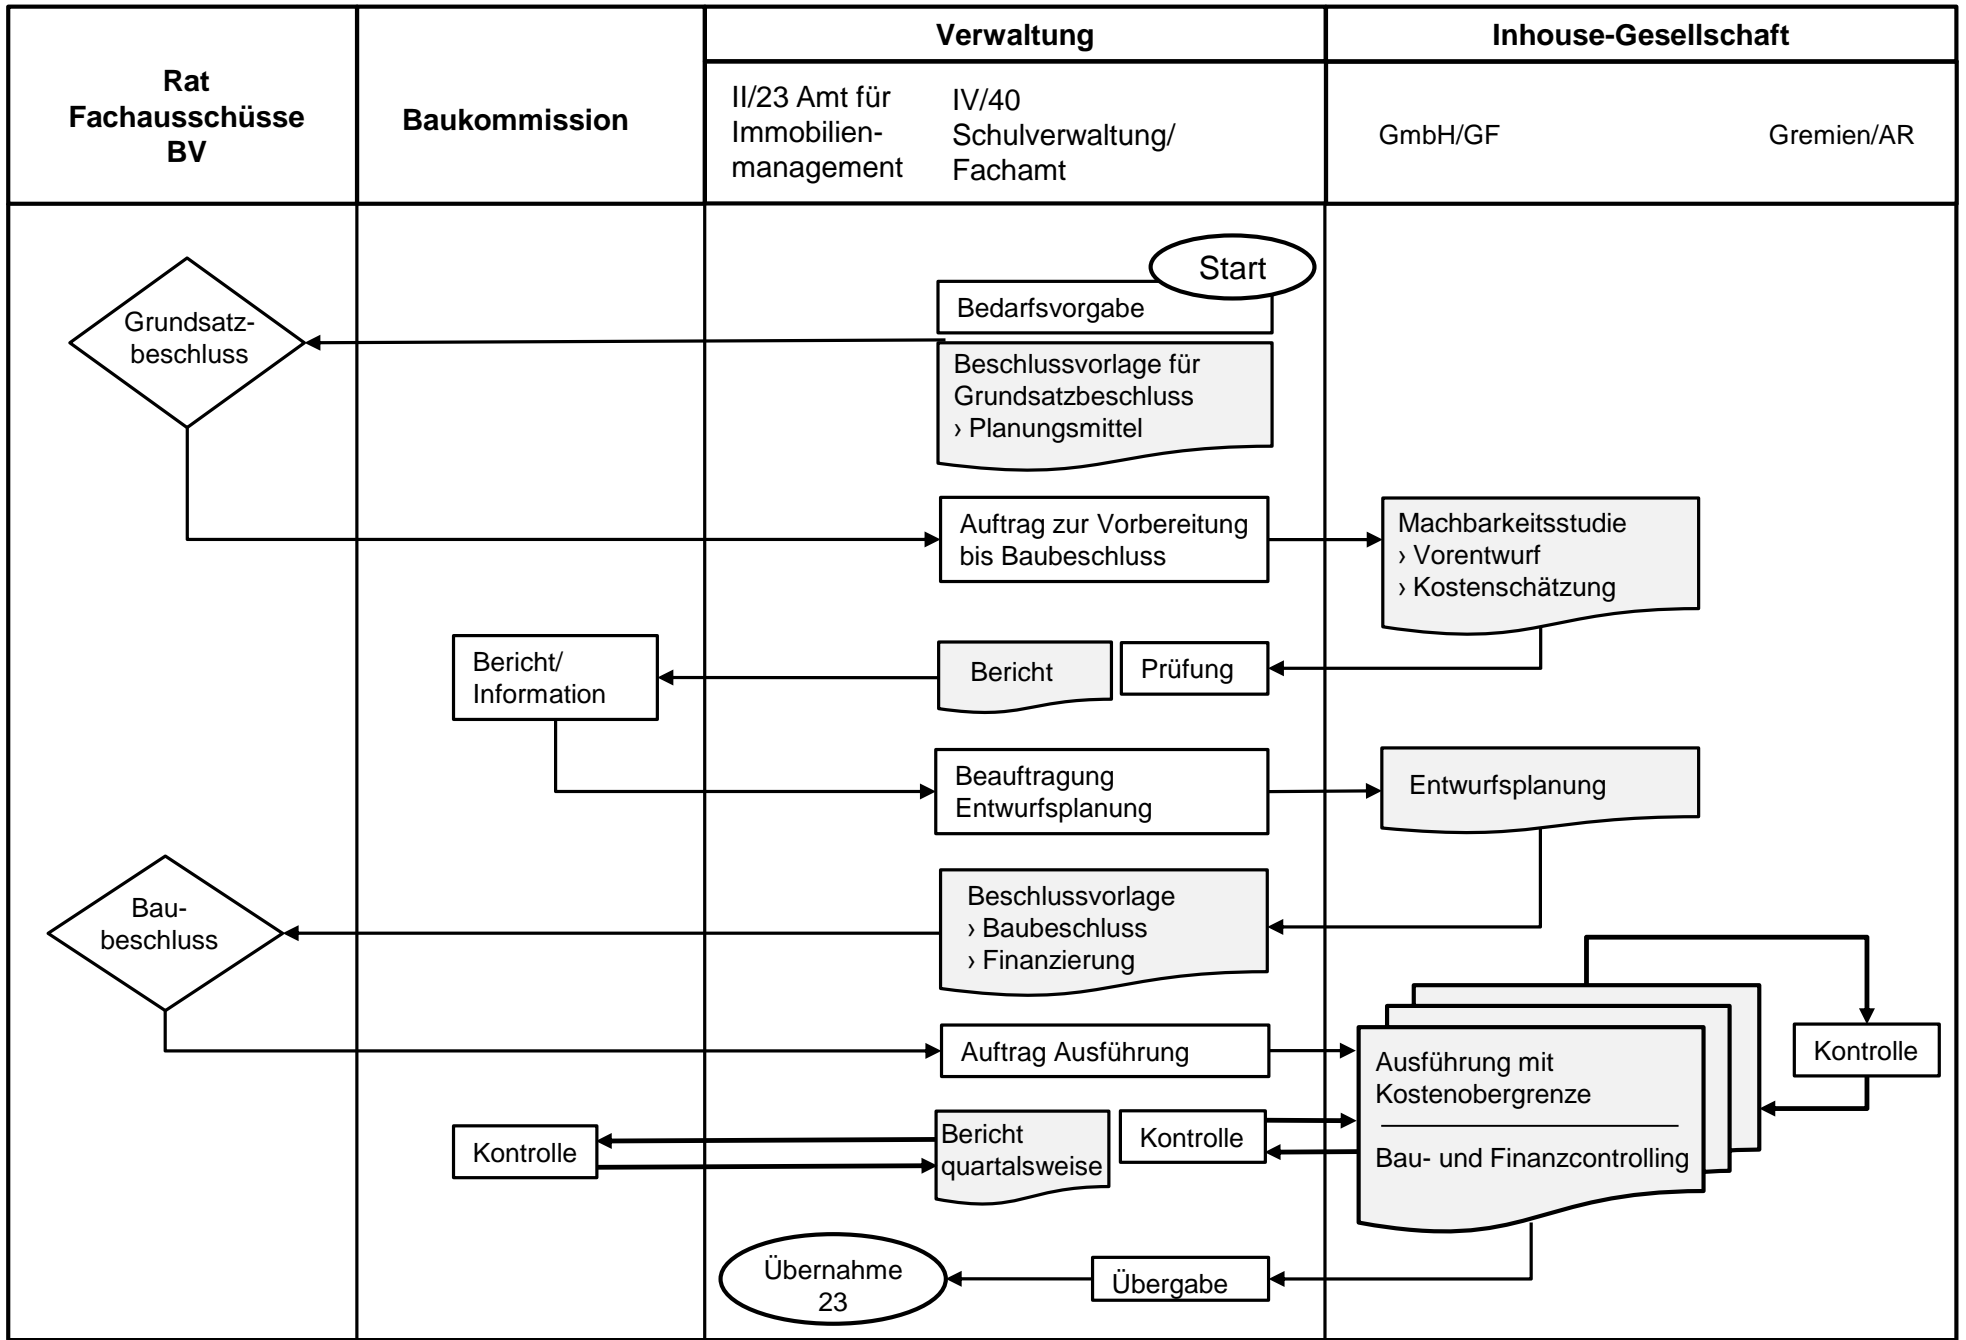 Rat
Fachausschüsse
BV
Baukommission
Verwaltung
II/23 Amt für
Immobilien-
management
IV/40
Schulverwaltung/
Fachamt
Inhouse-Gesellschaft
GmbH/GF
Gremien/AR
Start
Bedarfsvorgabe
Grundsatz-
beschluss
Beschlussvorlage für
Grundsatzbeschluss
› Planungsmittel
Auftrag zur Vorbereitung
bis Baubeschluss
Machbarkeitsstudie
› Vorentwurf
› Kostenschätzung
Bericht/
Information
Bericht
Prüfung
Beauftragung
Entwurfsplanung
Entwurfsplanung
Bau-
beschluss
Beschlussvorlage
› Baubeschluss
› Finanzierung
Auftrag Ausführung
Ausführung mit
Kostenobergrenze
Bau- und Finanzcontrolling
Kontrolle
Kontrolle
Bericht
quartalsweise
Kontrolle
Übernahme
23
Übergabe